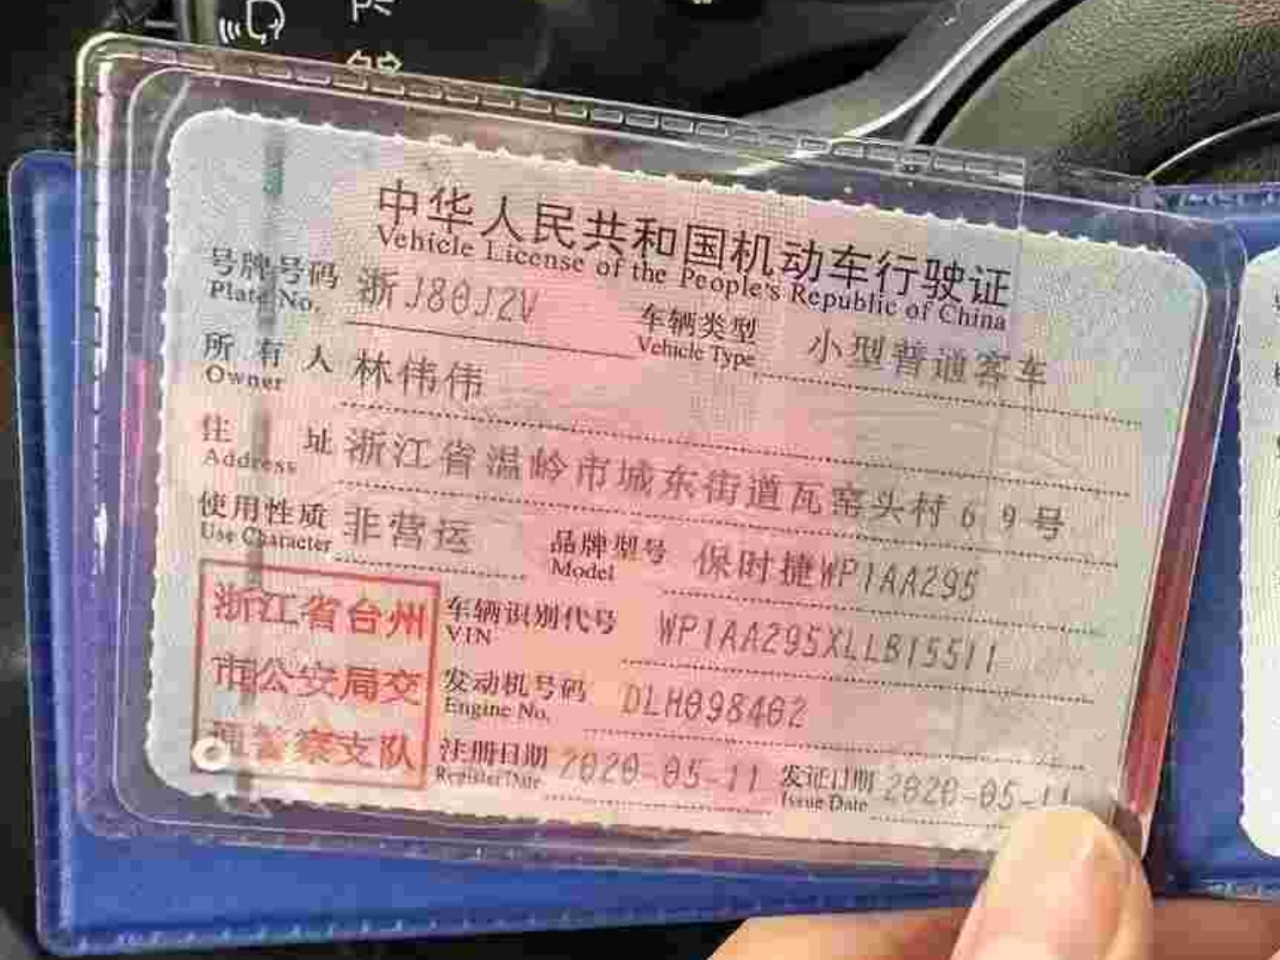 中华人民共和国机动车行驶证
Vehicle License of the People's Republic of China
号牌号码 浙J80J2V 车辆类型 小型普通客车
Plate No. Vehicle Type
所有人 林伟伟
Owner
住址 浙江省温岭市城东街道瓦窑头村69号
Address
使用性质 非营运 品牌型号 保时捷WP1AA295
Use Character Model
浙江省台州
市公安局交
通警察支队
车辆识别代号 WP1AA295XLLB15511
VIN
发动机号码 DLH098402
Engine No.
注册日期 2020-05-11 发证日期 2020-05-11
Register Date Issue Date